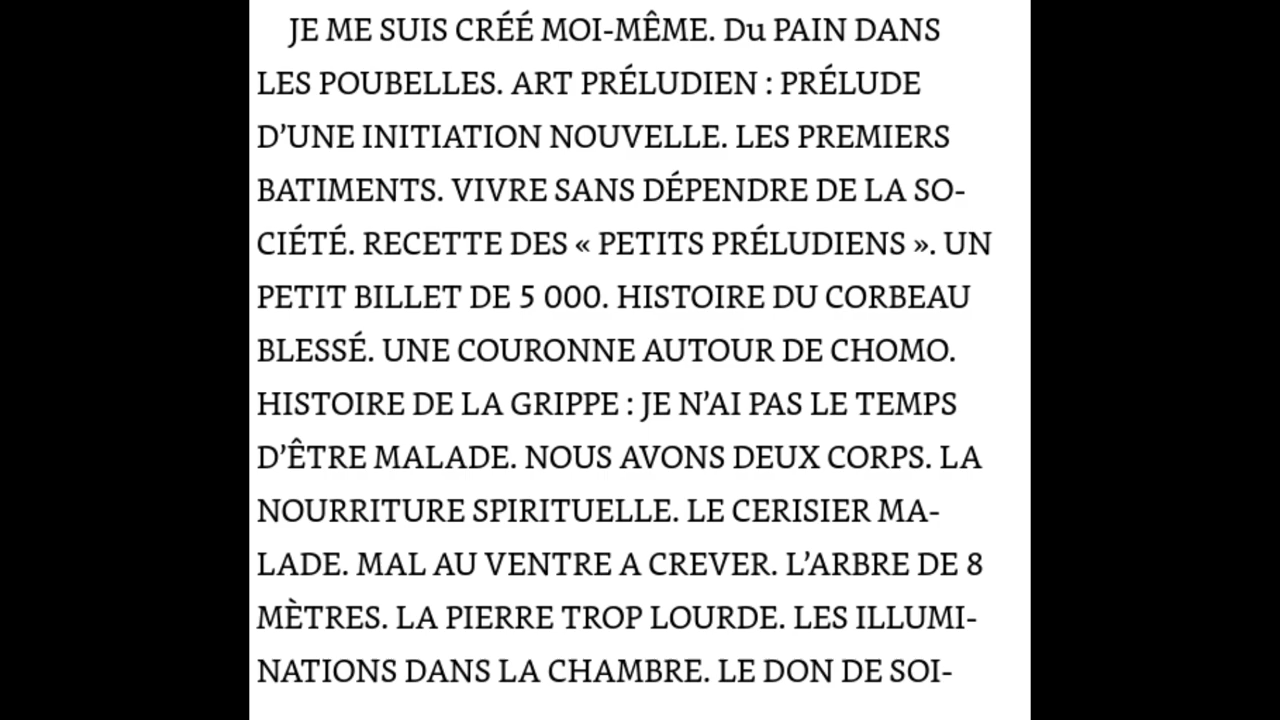 JE ME SUIS CRÉÉ MOI-MÊME. Du PAIN DANS
LES POUBELLES. ART PRÉLUDIEN : PRÉLUDE
D’UNE INITIATION NOUVELLE. LES PREMIERS
BATIMENTS. VIVRE SANS DÉPENDRE DE LA SO-
CIÉTÉ. RECETTE DES « PETITS PRÉLUDIENS ». UN
PETIT BILLET DE 5 000. HISTOIRE DU CORBEAU
BLESSÉ. UNE COURONNE AUTOUR DE CHOMO.
HISTOIRE DE LA GRIPPE : JE N’AI PAS LE TEMPS
D’ÊTRE MALADE. NOUS AVONS DEUX CORPS. LA
NOURRITURE SPIRITUELLE. LE CERISIER MA-
LADE. MAL AU VENTRE A CREVER. L’ARBRE DE 8
MÈTRES. LA PIERRE TROP LOURDE. LES ILLUMI-
NATIONS DANS LA CHAMBRE. LE DON DE SOI-